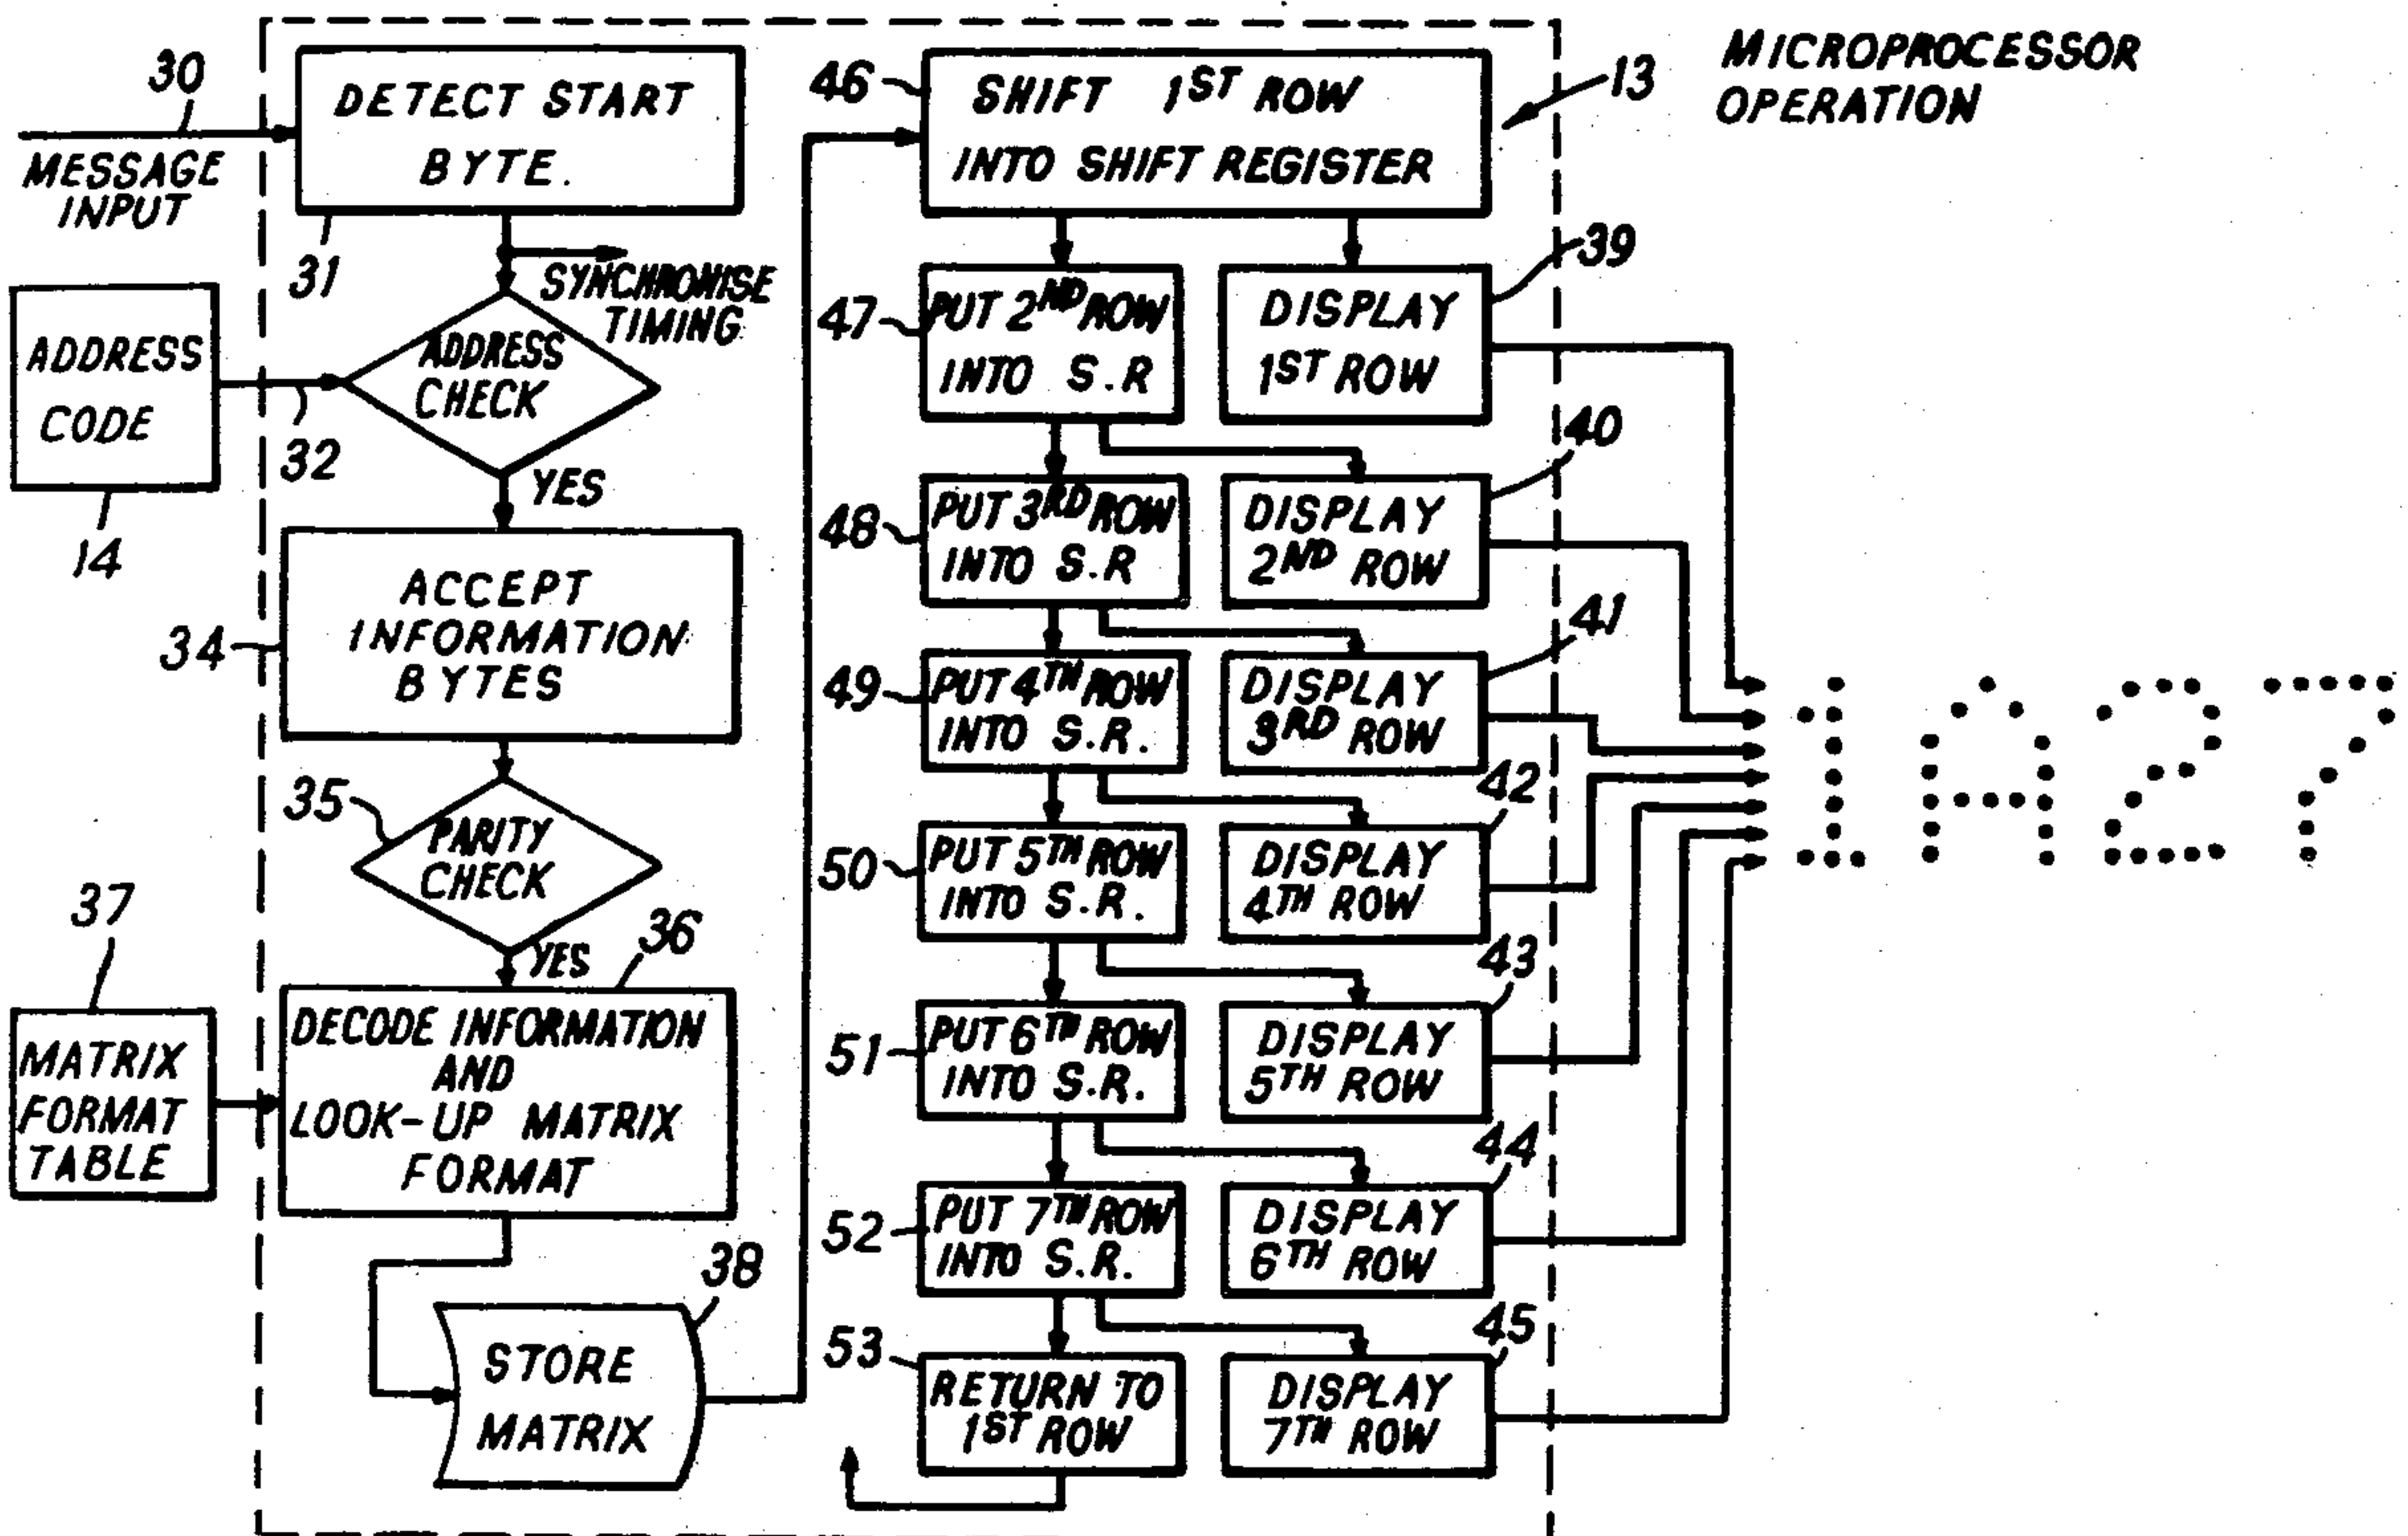 MICROPROCESSOR
OPERATION
13
30
MESSAGE
INPUT
DETECT START
BYTE.
31
SYNCHRONISE
TIMING
ADDRESS
CODE
14
32
ADDRESS
CHECK
YES
34
ACCEPT
INFORMATION
BYTES
35
PARITY
CHECK
YES
36
37
MATRIX
FORMAT
TABLE
DECODE INFORMATION
AND
LOOK-UP MATRIX
FORMAT
38
STORE
MATRIX
46
SHIFT 1ST ROW
INTO SHIFT REGISTER
47
PUT 2ND ROW
INTO S.R
39
DISPLAY
1ST ROW
48
PUT 3RD ROW
INTO S.R
40
DISPLAY
2ND ROW
49
PUT 4TH ROW
INTO S.R.
41
DISPLAY
3RD ROW
50
PUT 5TH ROW
INTO S.R.
42
DISPLAY
4TH ROW
51
PUT 6TH ROW
INTO S.R.
43
DISPLAY
5TH ROW
52
PUT 7TH ROW
INTO S.R.
44
DISPLAY
6TH ROW
53
RETURN TO
1ST ROW
45
DISPLAY
7TH ROW
1A27